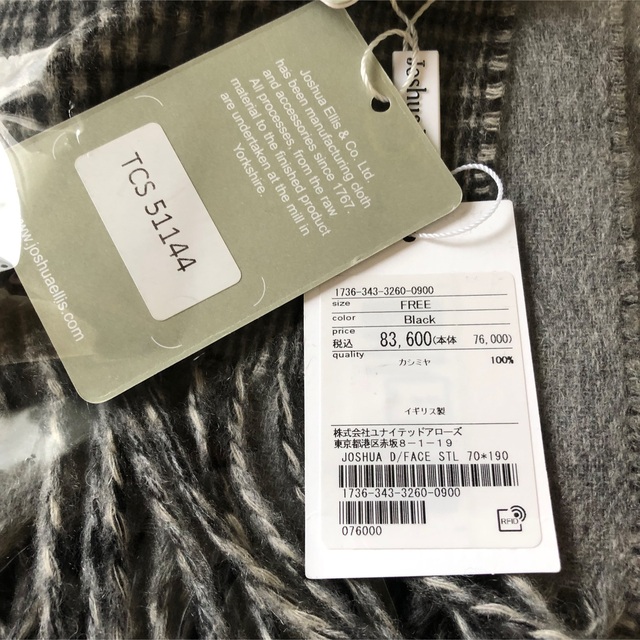 Joshua Ellis & Co. Ltd
has been manufacturing cloth
and accessories since 1767.
All processes, from the raw
material to the finished product
are undertaken at the mill in
Yorkshire.
TCS 51144
www.joshuaellis.com
Joshua
1736-343-3260-0900
size FREE
color Black
price
税込 83,600(本体 76,000)
quality
カシミヤ 100%
イギリス製
株式会社ユナイテッドアローズ
東京都港区赤坂8-1-19
JOSHUA D/FACE STL 70*190
1736-343-3260-0900
076000
RFID